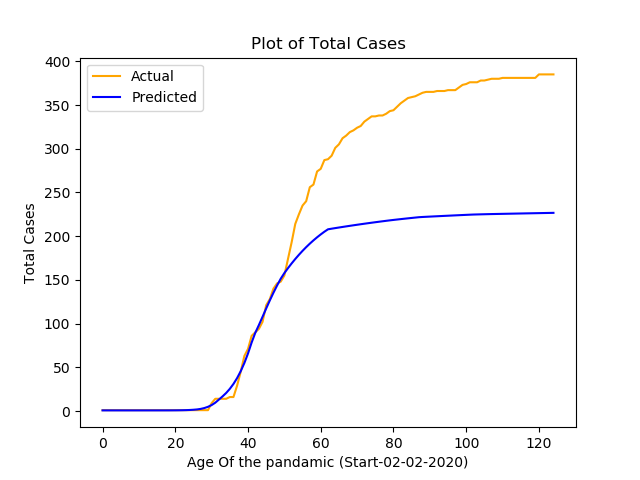 Plot of Total Cases
Actual
Predicted
400
350
300
250
200
150
100
50
0
Total Cases
0 20 40 60 80 100 120
Age Of the pandamic (Start-02-02-2020)